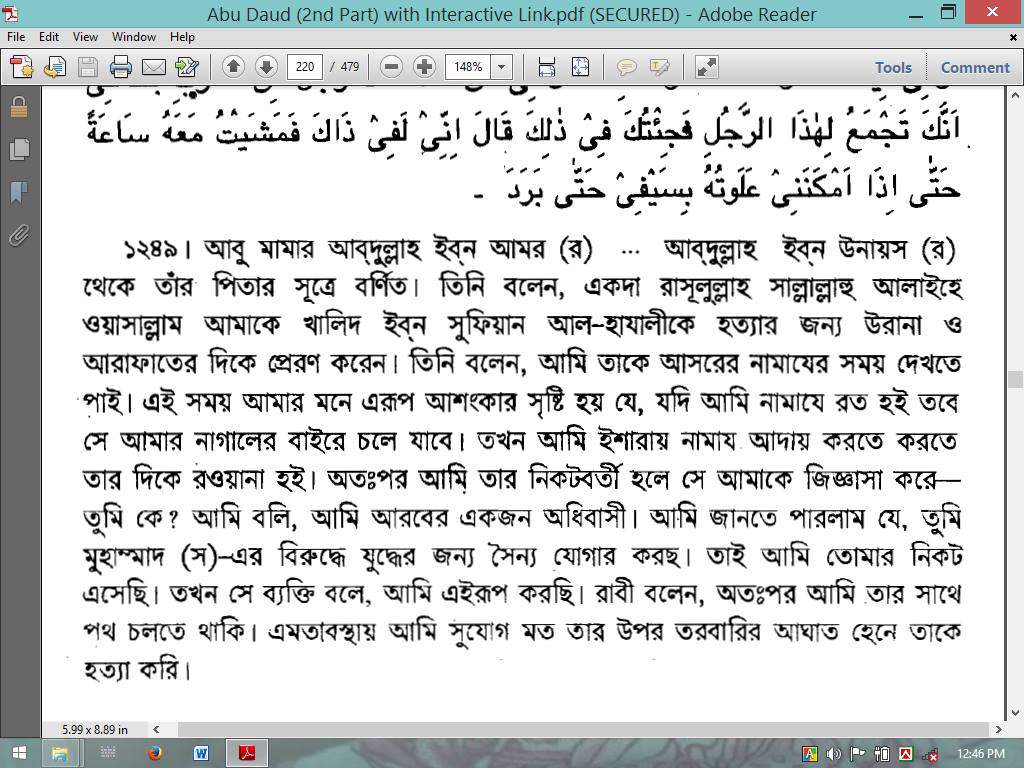 Abu Daud (2nd Part) with Interactive Link.pdf (SECURED) - Adobe Reader
File Edit View Window Help
220 / 479 148% Tools Comment
اَنَّكَ تَجْمَعُ لِهٰذَا الرَّجُلِ فَجِئْتُكَ فِىْ ذٰلِكَ قَالَ اِنِّىْ لَفِىْ ذَاكَ فَمَشَيْتُ مَعَهُ سَاعَةً
حَتّٰى اِذَا اَمْكَنَنِىْ عَلَوْتُهُ بِسَيْفِىْ حَتّٰى بَرَدَ ـ
১২৪৯। আবু মামার আব্দুল্লাহ ইব্‌ন আমর (র) ... আব্দুল্লাহ ইব্‌ন উনায়স (র)
থেকে তাঁর পিতার সূত্রে বর্ণিত। তিনি বলেন, একদা রাসূলুল্লাহ সাল্লাল্লাহু আলাইহে
ওয়াসাল্লাম আমাকে খালিদ ইব্‌ন সুফিয়ান আল-হাযালীকে হত্যার জন্য উরানা ও
আরাফাতের দিকে প্রেরণ করেন। তিনি বলেন, আমি তাকে আসরের নামাযের সময় দেখতে
পাই। এই সময় আমার মনে এরূপ আশংকার সৃষ্টি হয় যে, যদি আমি নামাযে রত হই তবে
সে আমার নাগালের বাইরে চলে যাবে। তখন আমি ইশারায় নামায আদায় করতে করতে
তার দিকে রওয়ানা হই। অতঃপর আমি তার নিকটবর্তী হলে সে আমাকে জিজ্ঞাসা করে—
তুমি কে? আমি বলি, আমি আরবের একজন অধিবাসী। আমি জানতে পারলাম যে, তুমি
মুহাম্মাদ (স)-এর বিরুদ্ধে যুদ্ধের জন্য সৈন্য যোগার করছ। তাই আমি তোমার নিকট
এসেছি। তখন সে ব্যক্তি বলে, আমি এইরূপ করছি। রাবী বলেন, অতঃপর আমি তার সাথে
পথ চলতে থাকি। এমতাবস্থায় আমি সুযোগ মত তার উপর তরবারির আঘাত হেনে তাকে
হত্যা করি।
5.99 x 8.89 in
12:46 PM